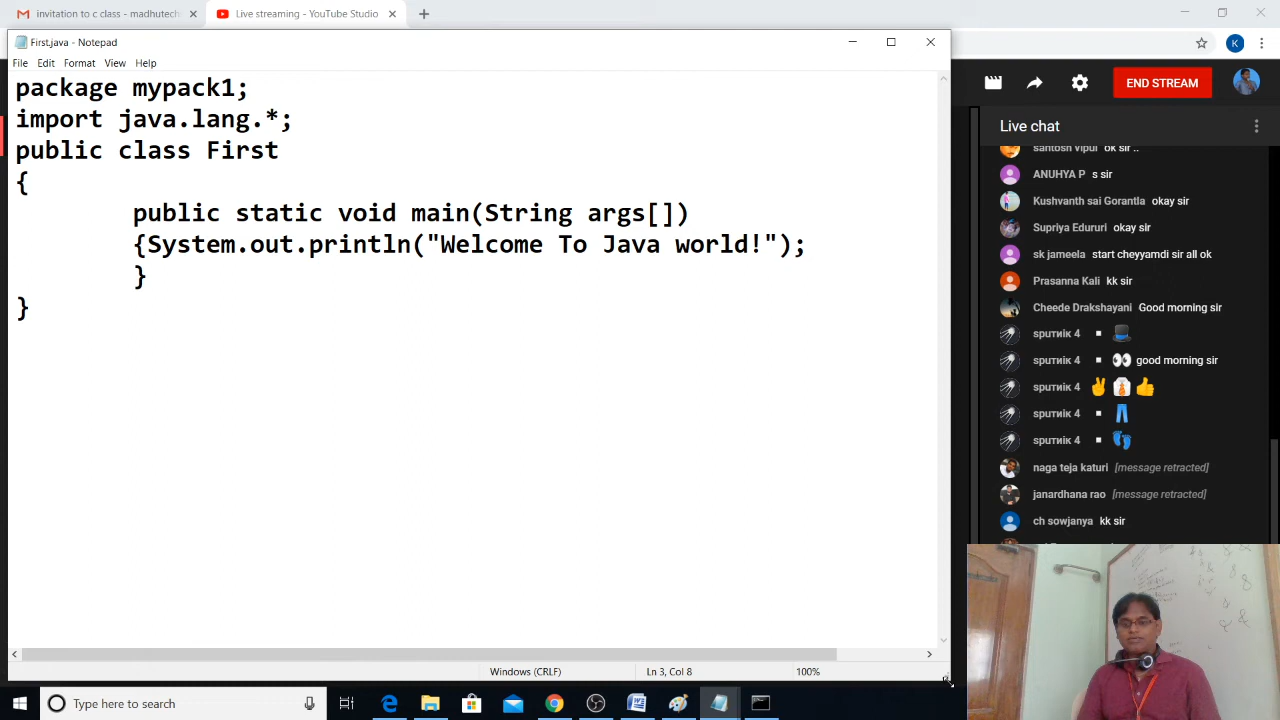 invitation to c class - madhutech
Live streaming - YouTube Studio
First.java - Notepad
K
File Edit Format View Help
END STREAM
package mypack1;
import java.lang.*;
public class First
{
public static void main(String args[])
{System.out.println("Welcome To Java world!");
}
}
Live chat
santosh vipul ok sir ..
ANUHYA P s sir
Kushvanth sai Gorantla okay sir
Supriya Edururi okay sir
sk jameela start cheyyamdi sir all ok
Prasanna Kali kk sir
Cheede Drakshayani Good morning sir
sputиik 4 ▪ 🎩
sputиik 4 ▪ 👀 good morning sir
sputиik 4 ✌👔👍
sputиik 4 ▪ 👖
sputиik 4 ▪ 👣
naga teja katuri [message retracted]
janardhana rao [message retracted]
ch sowjanya kk sir
Windows (CRLF) Ln 3, Col 8 100%
Type here to search